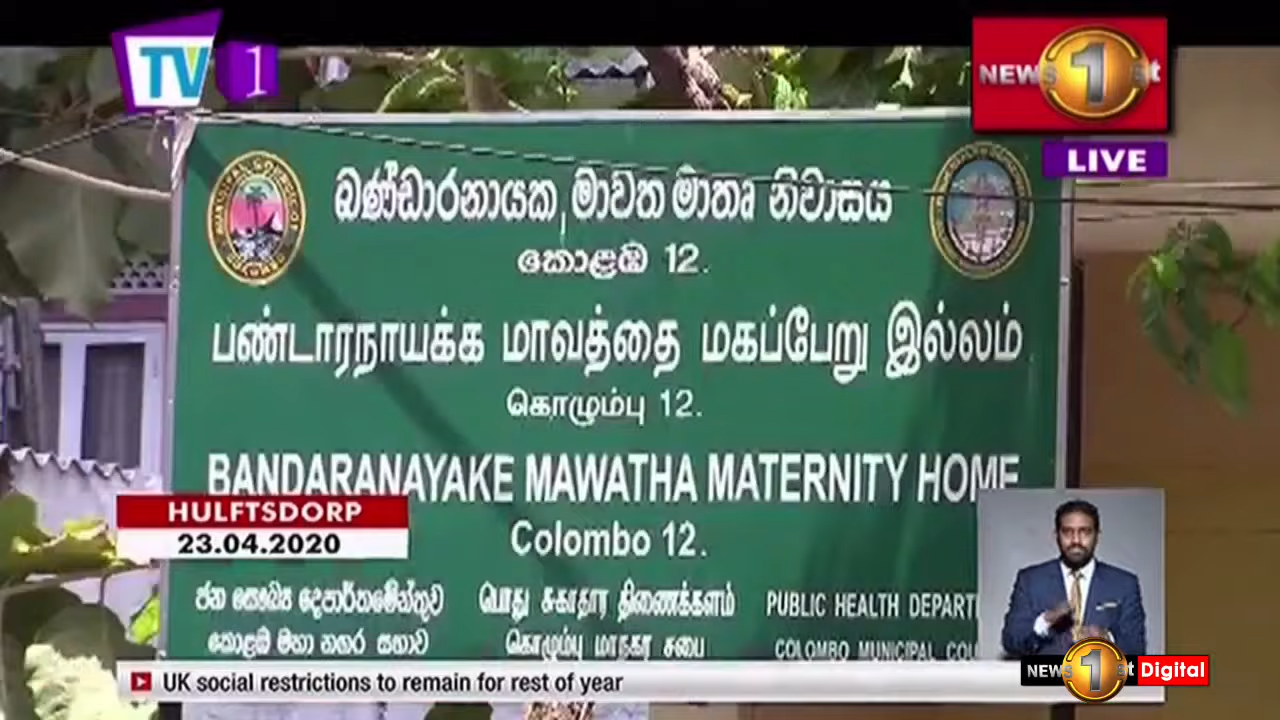 TV 1
NEWS 1st
LIVE
බණ්ඩාරනායක මාවත මාතෘ නිවාසය
කොළඹ 12.
பண்டாரநாயக்க மாவத்தை மகப்பேறு இல்லம்
கொழும்பு 12.
BANDARANAYAKE MAWATHA MATERNITY HOME
Colombo 12.
HULFTSDORP
23.04.2020
ජන සෞඛ්‍ය දෙපාර්තමේන්තුව
කොළඹ මහා නගර සභාව
பொது சுகாதார திணைக்களம்
கொழும்பு மாநகர சபை
PUBLIC HEALTH
COLOMBO MUNICIPAL
UK social restrictions to remain for rest of year
NEWS 1st Digital